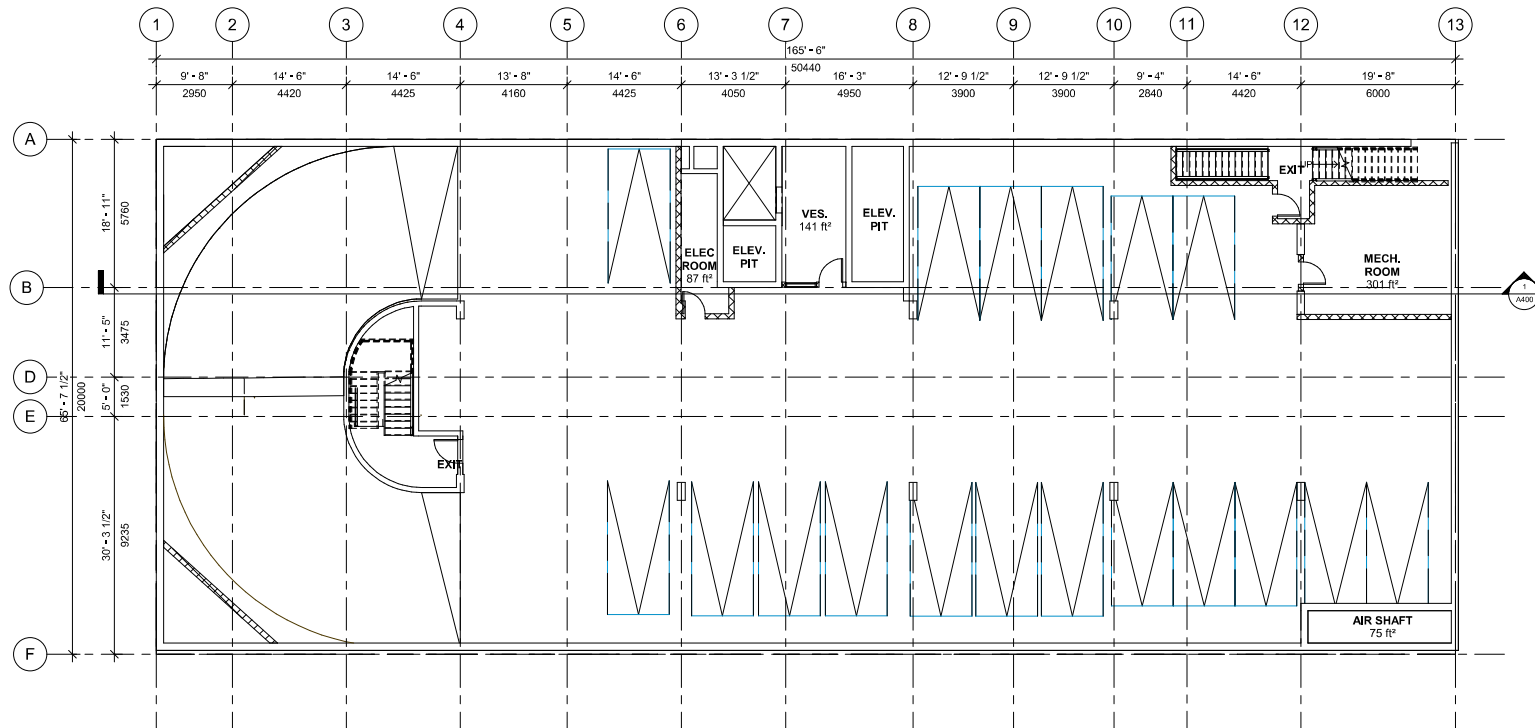 1 2 3 4 5 6 7 8 9 10 11 12 13
165' - 6"
50440
9' - 8" 14' - 6" 14' - 6" 13' - 8" 14' - 6" 13' - 3 1/2" 16' - 3" 12' - 9 1/2" 12' - 9 1/2" 9' - 4" 14' - 6" 19' - 8"
2950 4420 4425 4160 4425 4050 4950 3900 3900 2840 4420 6000
A
B
D
E
F
65' - 7 1/2"
20000
18' - 11"
5760
11' - 5"
3475
5' - 0"
1530
30' - 3 1/2"
9235
EXIT
UP
VES.
141 ft²
ELEV.
PIT
ELEC
ROOM
87 ft²
ELEV.
PIT
MECH.
ROOM
301 ft²
1
A400
EXIT
AIR SHAFT
75 ft²